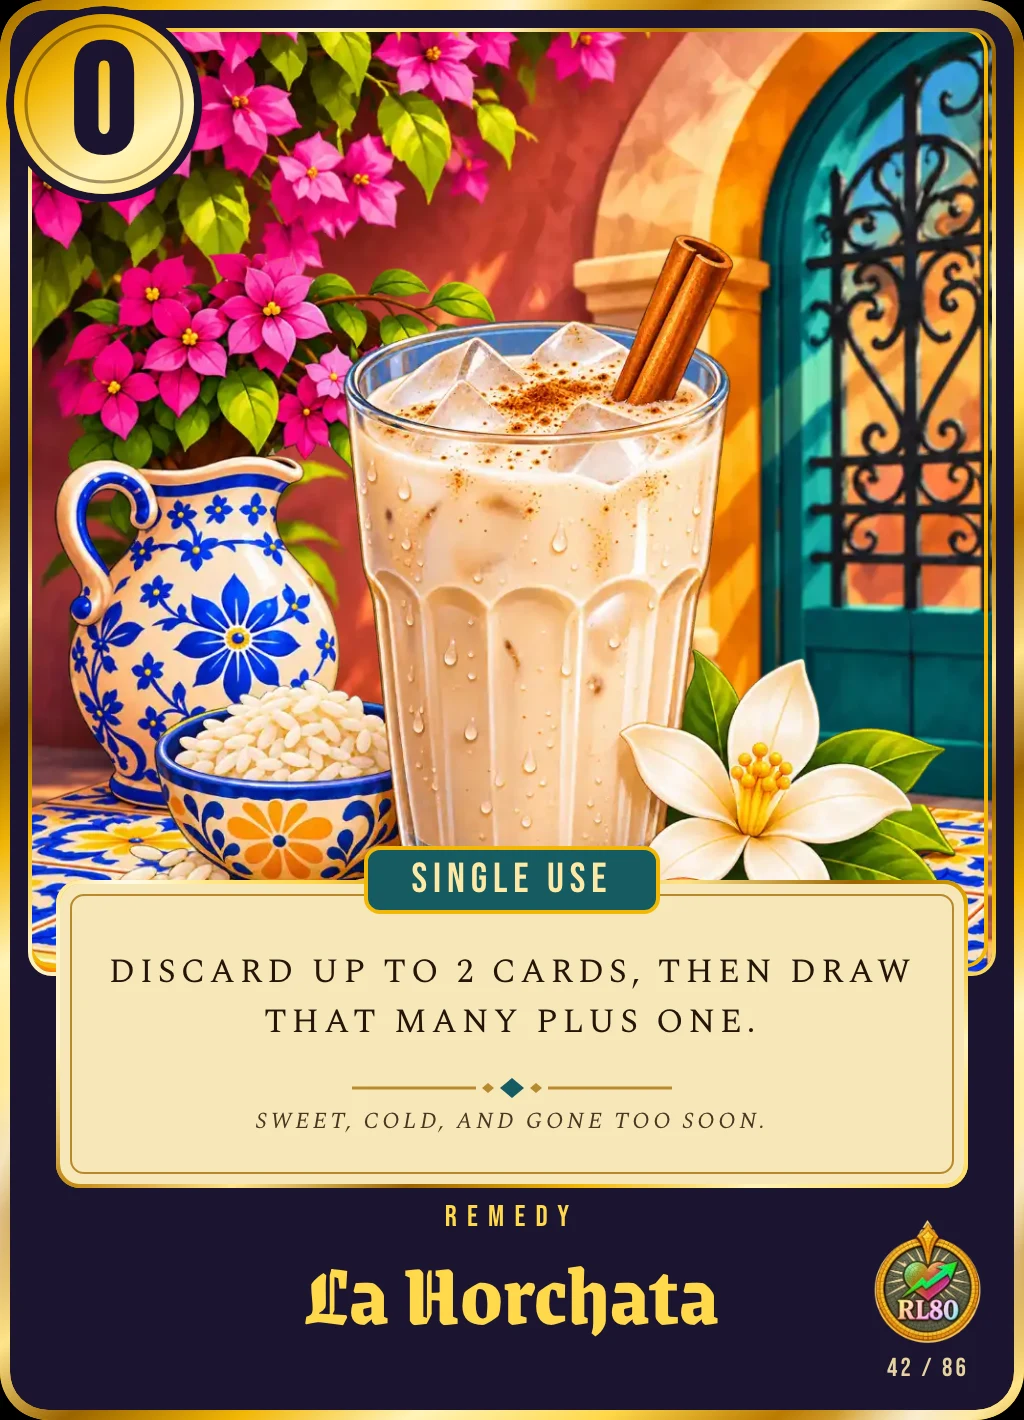 0
SINGLE USE
DISCARD UP TO 2 CARDS, THEN DRAW
THAT MANY PLUS ONE.
SWEET, COLD, AND GONE TOO SOON.
REMEDY
La Horchata
RL80
42 / 86